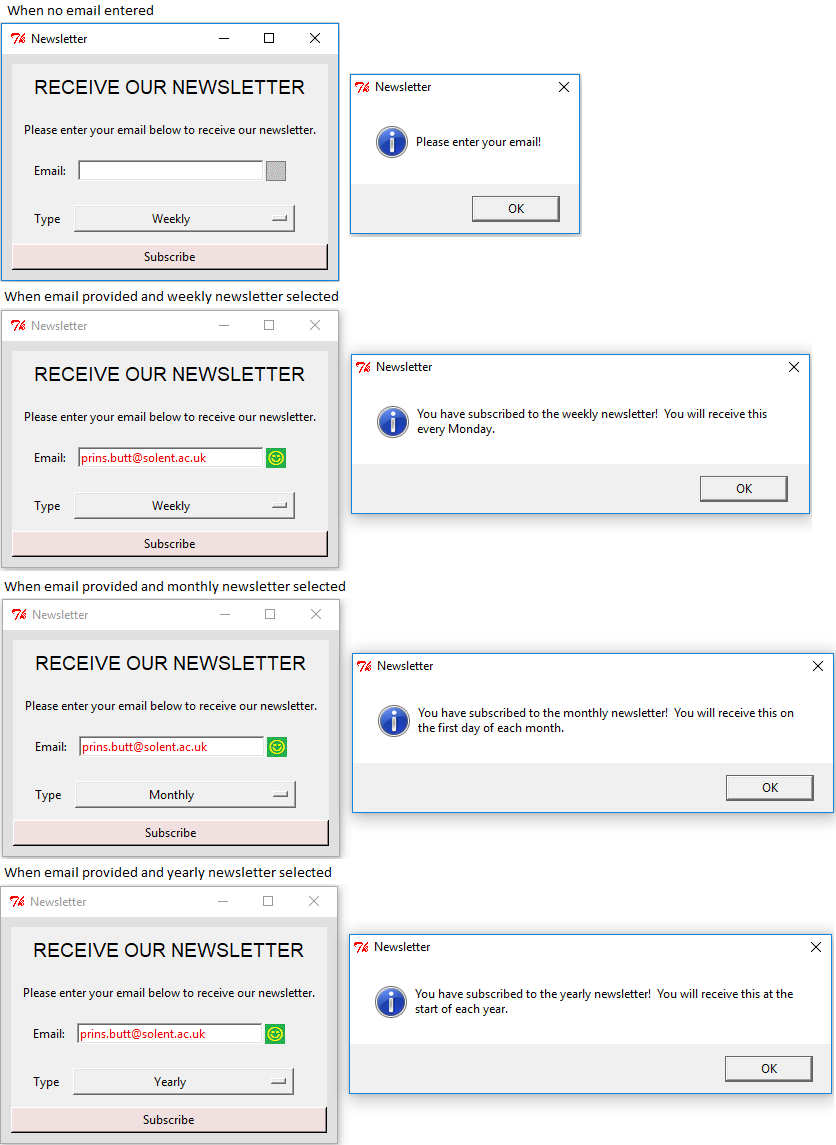 When no email entered
Newsletter
RECEIVE OUR NEWSLETTER
Please enter your email below to receive our newsletter.
Email:
Type
Weekly
Subscribe
Newsletter
Please enter your email!
OK
When email provided and weekly newsletter selected
Newsletter
RECEIVE OUR NEWSLETTER
Please enter your email below to receive our newsletter.
Email: prins.butt@solent.ac.uk
Type Weekly
Subscribe
Newsletter
You have subscribed to the weekly newsletter! You will receive this
every Monday.
OK
When email provided and monthly newsletter selected
Newsletter
RECEIVE OUR NEWSLETTER
Please enter your email below to receive our newsletter.
Email: prins.butt@solent.ac.uk
Type Monthly
Subscribe
Newsletter
You have subscribed to the monthly newsletter! You will receive this on
the first day of each month.
OK
When email provided and yearly newsletter selected
Newsletter
RECEIVE OUR NEWSLETTER
Please enter your email below to receive our newsletter.
Email: prins.butt@solent.ac.uk
Type Yearly
Subscribe
Newsletter
You have subscribed to the yearly newsletter! You will receive this at the
start of each year.
OK